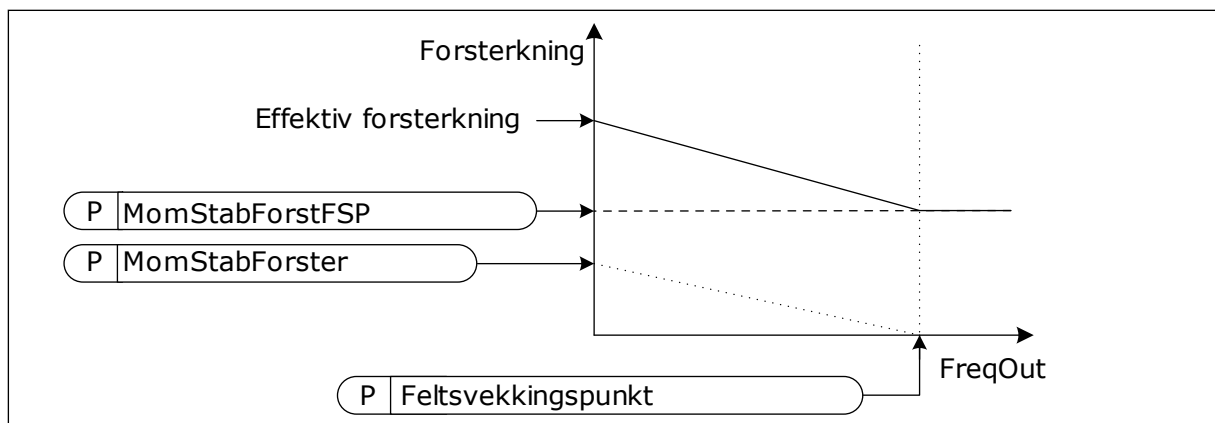 Forsterkning
Effektiv forsterkning
P MomStabForstFSP
P MomStabForster
FreqOut
P Feltsvekkingspunkt